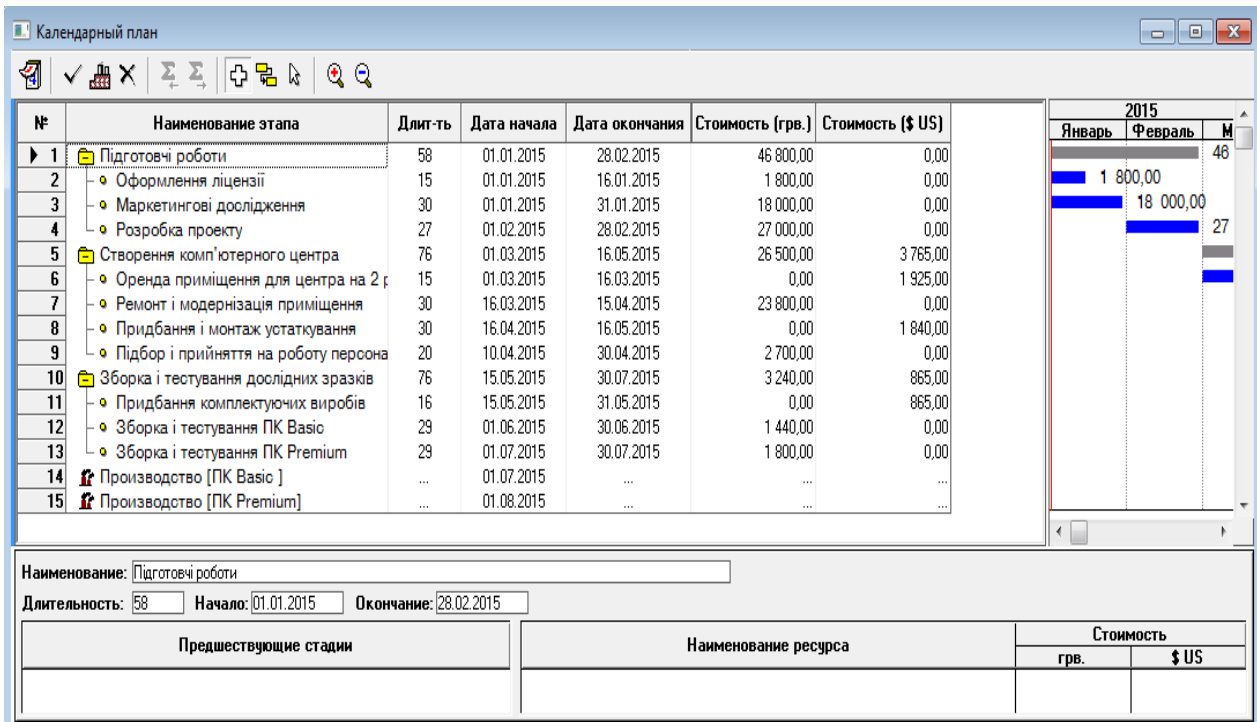 Календарный план
№ Наименование этапа Длит-ть Дата начала Дата окончания Стоимость (грв.) Стоимость ($ US)
2015
Январь Февраль М
1 Підготовчі роботи 58 01.01.2015 28.02.2015 46 800,00 0,00 46
2 Оформлення ліцензії 15 01.01.2015 16.01.2015 1 800,00 0,00 1 800,00
3 Маркетингові дослідження 30 01.01.2015 31.01.2015 18 000,00 0,00 18 000,00
4 Розробка проекту 27 01.02.2015 28.02.2015 27 000,00 0,00 27
5 Створення комп'ютерного центра 76 01.03.2015 16.05.2015 26 500,00 3 765,00
6 Оренда приміщення для центра на 2 р 15 01.03.2015 16.03.2015 0,00 1 925,00
7 Ремонт і модернізація приміщення 30 16.03.2015 15.04.2015 23 800,00 0,00
8 Придбання і монтаж устаткування 30 16.04.2015 16.05.2015 0,00 1 840,00
9 Підбор і прийняття на роботу персона 20 10.04.2015 30.04.2015 2 700,00 0,00
10 Зборка і тестування дослідних зразків 76 15.05.2015 30.07.2015 3 240,00 865,00
11 Придбання комплектуючих виробів 16 15.05.2015 31.05.2015 0,00 865,00
12 Зборка і тестування ПК Basic 29 01.06.2015 30.06.2015 1 440,00 0,00
13 Зборка і тестування ПК Premium 29 01.07.2015 30.07.2015 1 800,00 0,00
14 Производство [ПК Basic ] ... 01.07.2015 ... ... ...
15 Производство [ПК Premium] ... 01.08.2015 ... ... ...
Наименование: Підготовчі роботи
Длительность: 58 Начало: 01.01.2015 Окончание: 28.02.2015
Предшествующие стадии Наименование ресурса Стоимость
грв. $ US